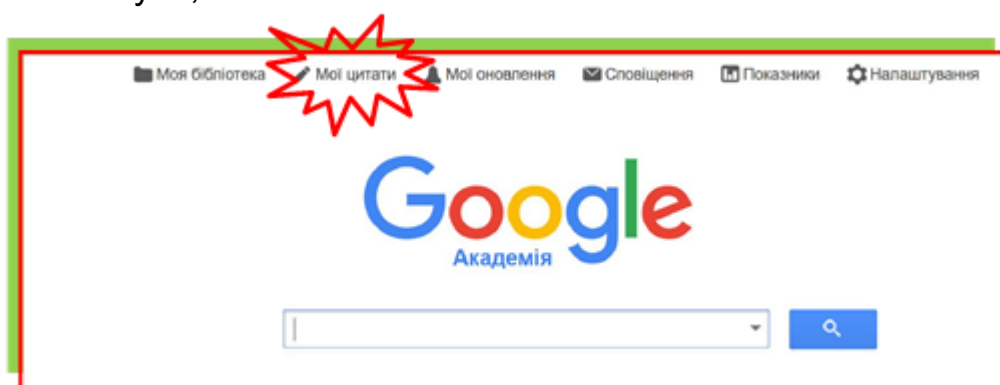 Моя бібліотека Мої цитати Мої оновлення Сповіщення Показники Налаштування
Google
Академія